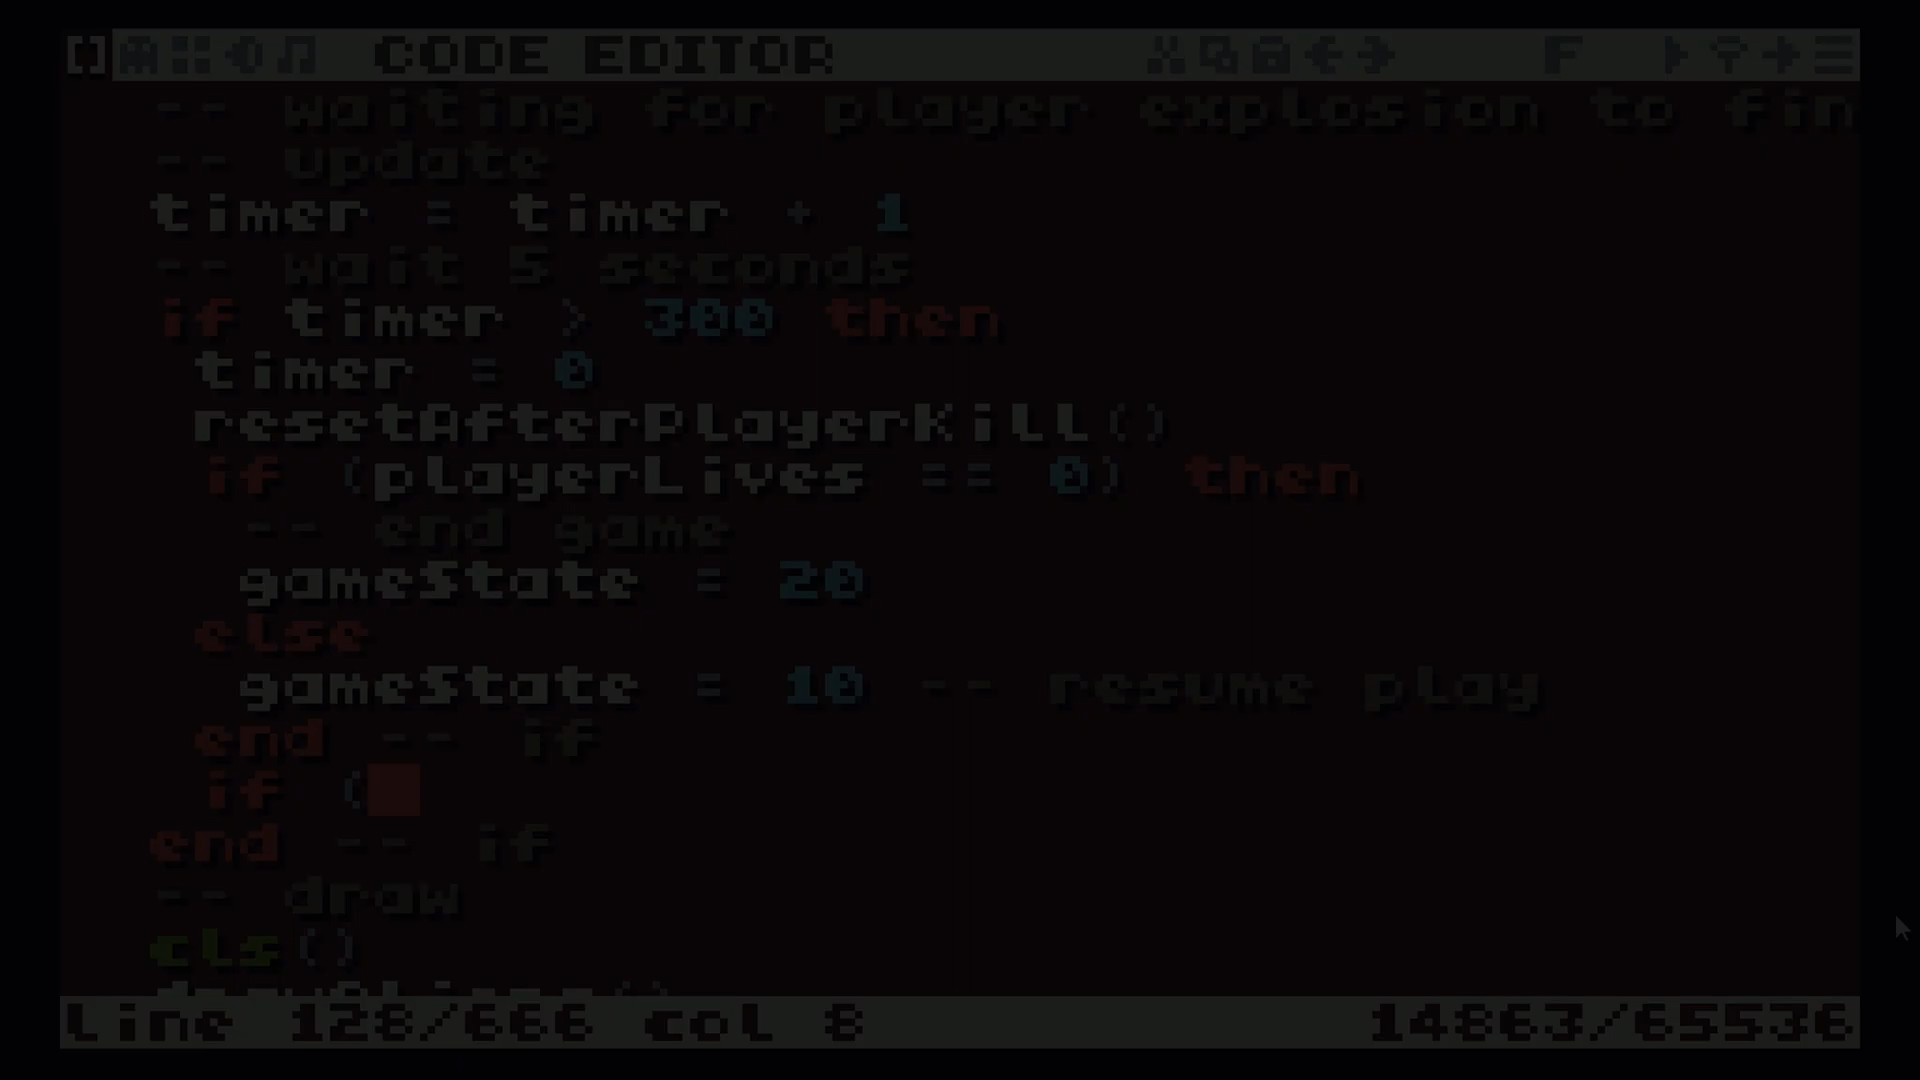 CODE EDITOR F
-- waiting for player explosion to fin
-- update
timer = timer + 1
-- wait 5 seconds
if timer > 300 then
timer = 0
resetAfterPlayerKill()
if (playerLives == 0) then
-- end game
gameState = 20
else
gameState = 10 -- resume play
end -- if
if (
end -- if
-- draw
cls()
line 128/666 col 8 14863/65536